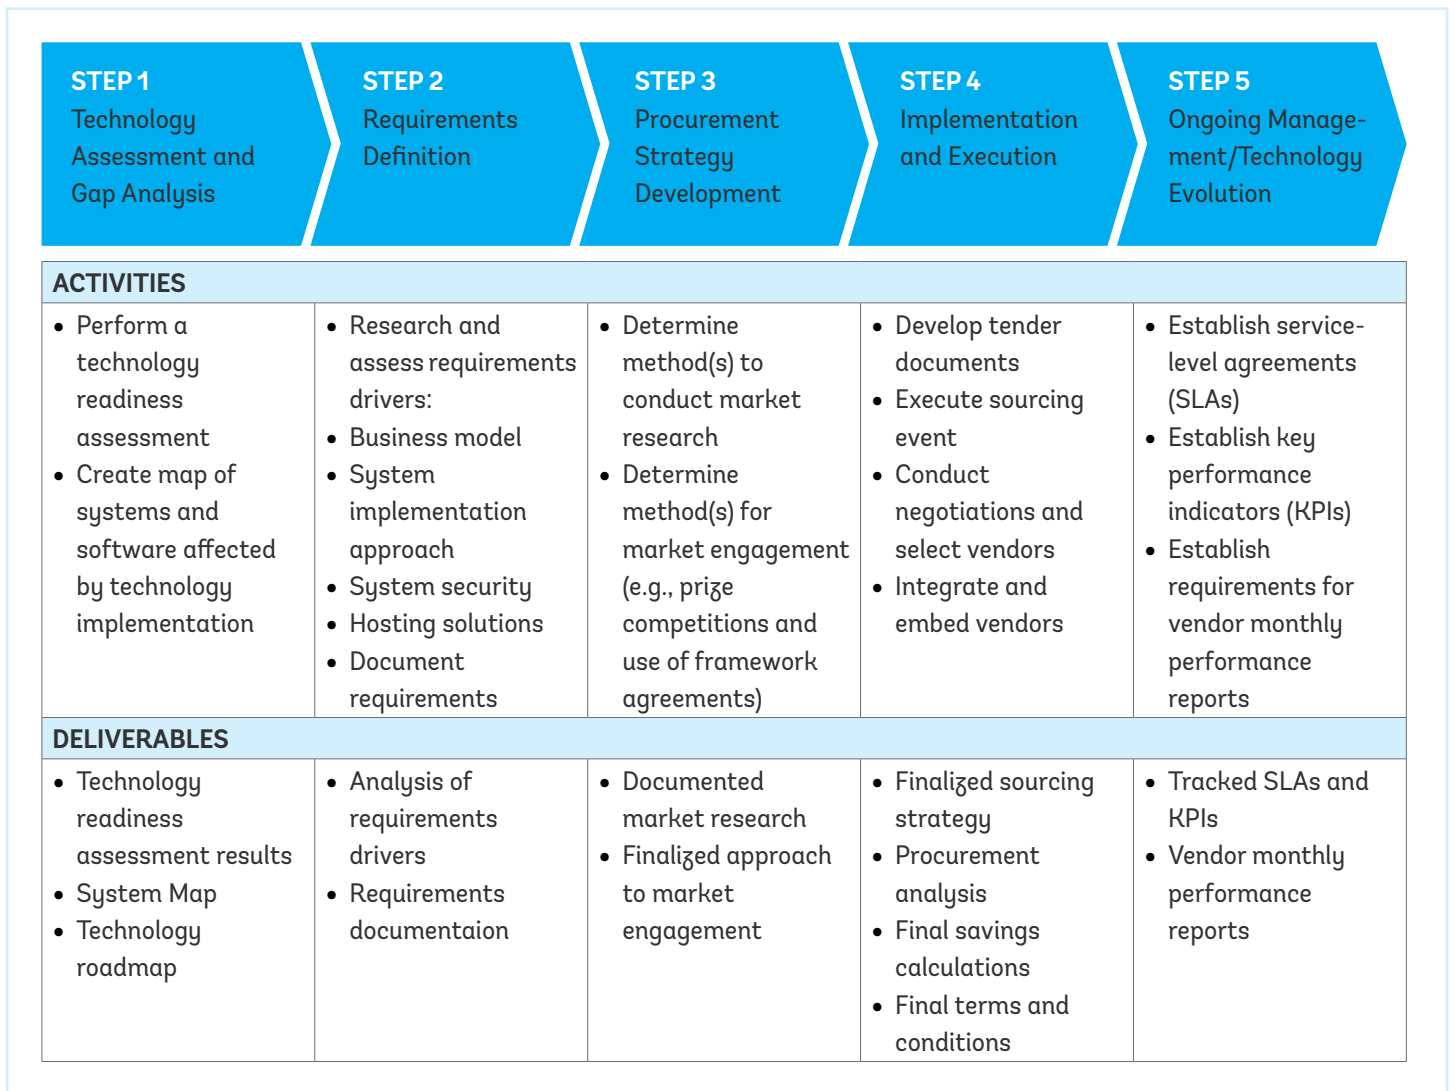 STEP 1
Technology
Assessment and
Gap Analysis
STEP 2
Requirements
Definition
STEP 3
Procurement
Strategy
Development
STEP 4
Implementation
and Execution
STEP 5
Ongoing Manage-
ment/Technology
Evolution
ACTIVITIES
• Perform a
technology
readiness
assessment
• Create map of
systems and
software affected
by technology
implementation
• Research and
assess requirements
drivers:
• Business model
• System
implementation
approach
• System security
• Hosting solutions
• Document
requirements
• Determine
method(s) to
conduct market
research
• Determine
method(s) for
market engagement
(e.g., prize
competitions and
use of framework
agreements)
• Develop tender
documents
• Execute sourcing
event
• Conduct
negotiations and
select vendors
• Integrate and
embed vendors
• Establish service-
level agreements
(SLAs)
• Establish key
performance
indicators (KPIs)
• Establish
requirements for
vendor monthly
performance
reports
DELIVERABLES
• Technology
readiness
assessment results
• System Map
• Technology
roadmap
• Analysis of
requirements
drivers
• Requirements
documentaion
• Documented
market research
• Finalized approach
to market
engagement
• Finalized sourcing
strategy
• Procurement
analysis
• Final savings
calculations
• Final terms and
conditions
• Tracked SLAs and
KPIs
• Vendor monthly
performance
reports